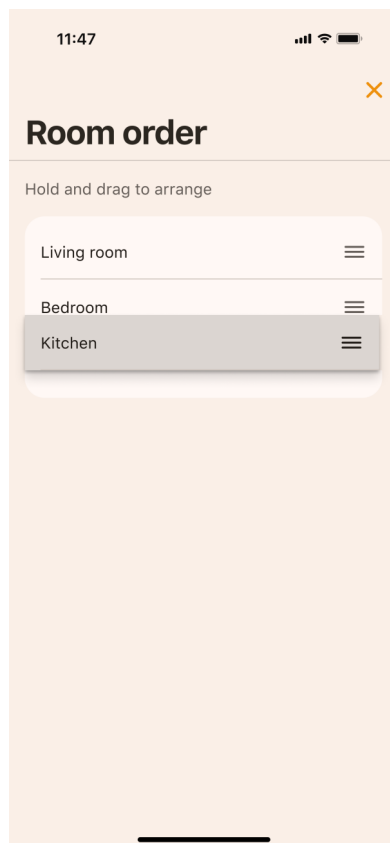 11:47
Room order
Hold and drag to arrange
Living room
Bedroom
Kitchen